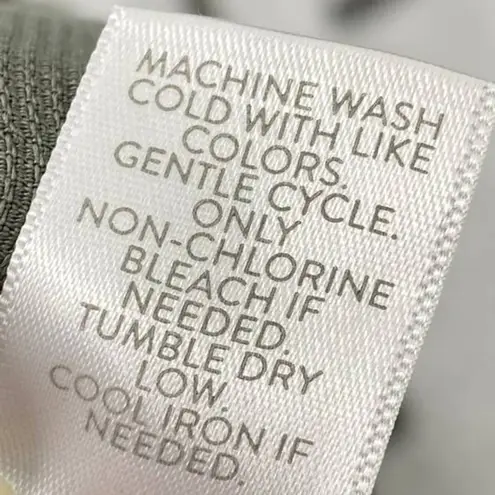 MACHINE WASH
COLD WITH LIKE
COLORS.
GENTLE CYCLE.
ONLY
NON-CHLORINE
BLEACH IF
NEEDED.
TUMBLE DRY
LOW.
COOL IRON IF
NEEDED.